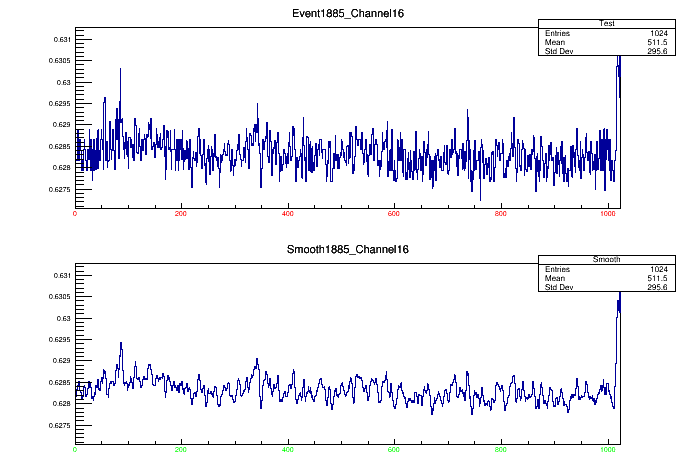 Event1885_Channel16
Test
Entries 1024
Mean 511.5
Std Dev 295.6
0.631
0.6305
0.63
0.6295
0.629
0.6285
0.628
0.6275
0 200 400 600 800 1000
Smooth1885_Channel16
Smooth
Entries 1024
Mean 511.5
Std Dev 295.6
0.631
0.6305
0.63
0.6295
0.629
0.6285
0.628
0.6275
0 200 400 600 800 1000